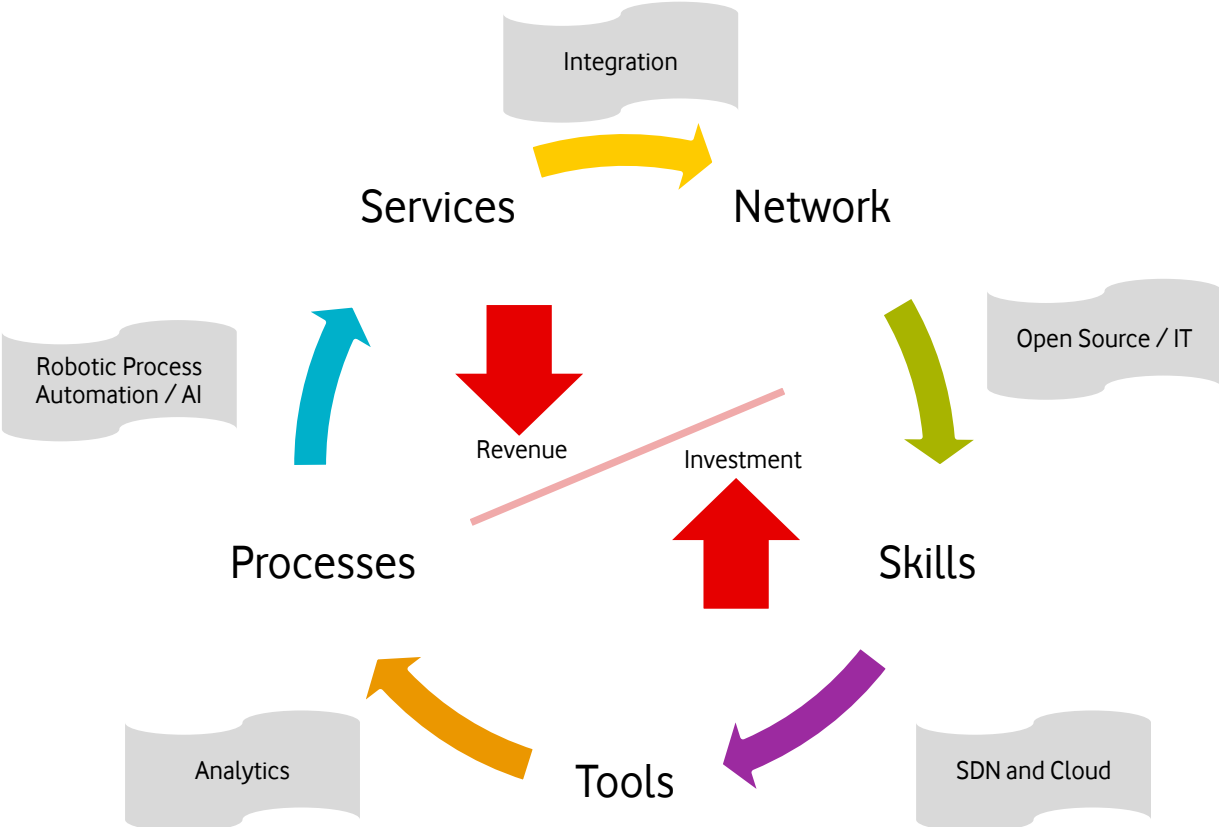 Integration
Services
Network
Open Source / IT
Robotic Process
Automation / AI
Revenue
Investment
Processes
Skills
Analytics
Tools
SDN and Cloud